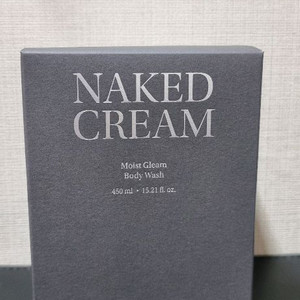 NAKED
CREAM
Moist Gleam
Body Wash
450 ml • 15.21 fl. oz.